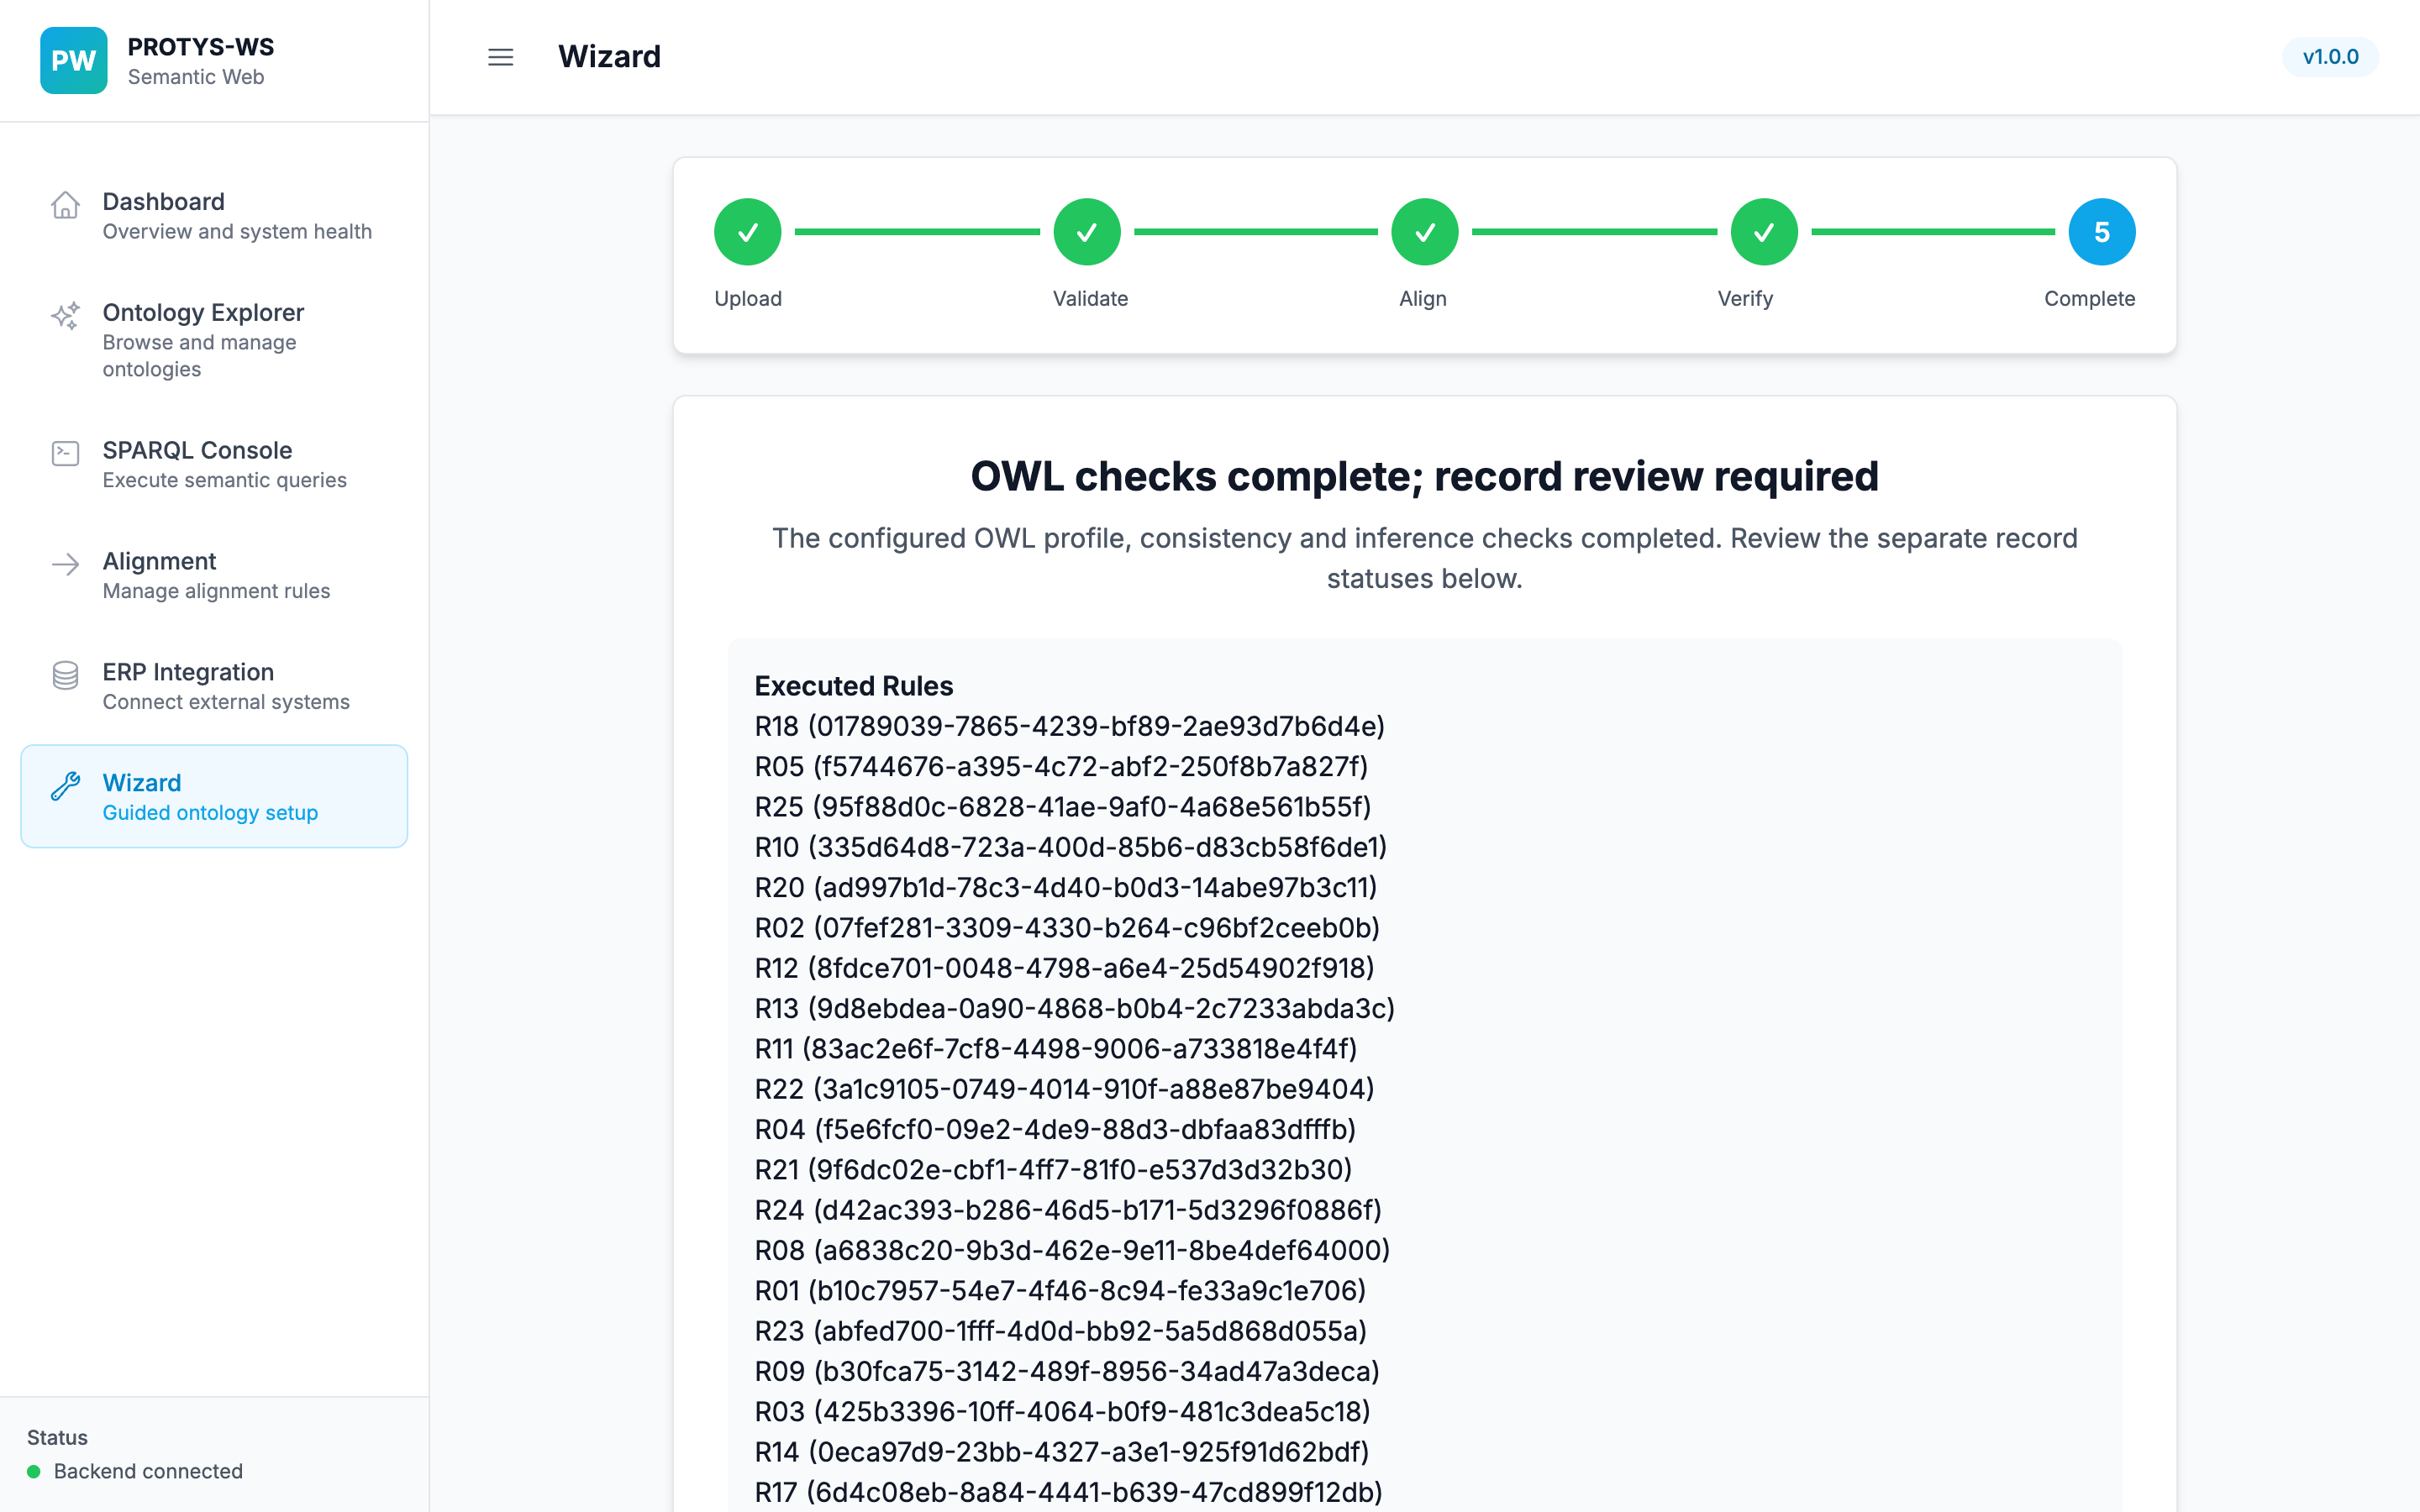 PW
PROTYS-WS
Semantic Web
Dashboard
Overview and system health
Ontology Explorer
Browse and manage
ontologies
SPARQL Console
Execute semantic queries
Alignment
Manage alignment rules
ERP Integration
Connect external systems
Wizard
Guided ontology setup
Status
Backend connected
Wizard
v1.0.0
5
Upload
Validate
Align
Verify
Complete
OWL checks complete; record review required
The configured OWL profile, consistency and inference checks completed. Review the separate record
statuses below.
Executed Rules
R18 (01789039-7865-4239-bf89-2ae93d7b6d4e)
R05 (f5744676-a395-4c72-abf2-250f8b7a827f)
R25 (95f88d0c-6828-41ae-9af0-4a68e561b55f)
R10 (335d64d8-723a-400d-85b6-d83cb58f6de1)
R20 (ad997b1d-78c3-4d40-b0d3-14abe97b3c11)
R02 (07fef281-3309-4330-b264-c96bf2ceeb0b)
R12 (8fdce701-0048-4798-a6e4-25d54902f918)
R13 (9d8ebdea-0a90-4868-b0b4-2c7233abda3c)
R11 (83ac2e6f-7cf8-4498-9006-a733818e4f4f)
R22 (3a1c9105-0749-4014-910f-a88e87be9404)
R04 (f5e6fcf0-09e2-4de9-88d3-dbfaa83dfffb)
R21 (9f6dc02e-cbf1-4ff7-81f0-e537d3d32b30)
R24 (d42ac393-b286-46d5-b171-5d3296f0886f)
R08 (a6838c20-9b3d-462e-9e11-8be4def64000)
R01 (b10c7957-54e7-4f46-8c94-fe33a9c1e706)
R23 (abfed700-1fff-4d0d-bb92-5a5d868d055a)
R09 (b30fca75-3142-489f-8956-34ad47a3deca)
R03 (425b3396-10ff-4064-b0f9-481c3dea5c18)
R14 (0eca97d9-23bb-4327-a3e1-925f91d62bdf)
R17 (6d4c08eb-8a84-4441-b639-47cd899f12db)